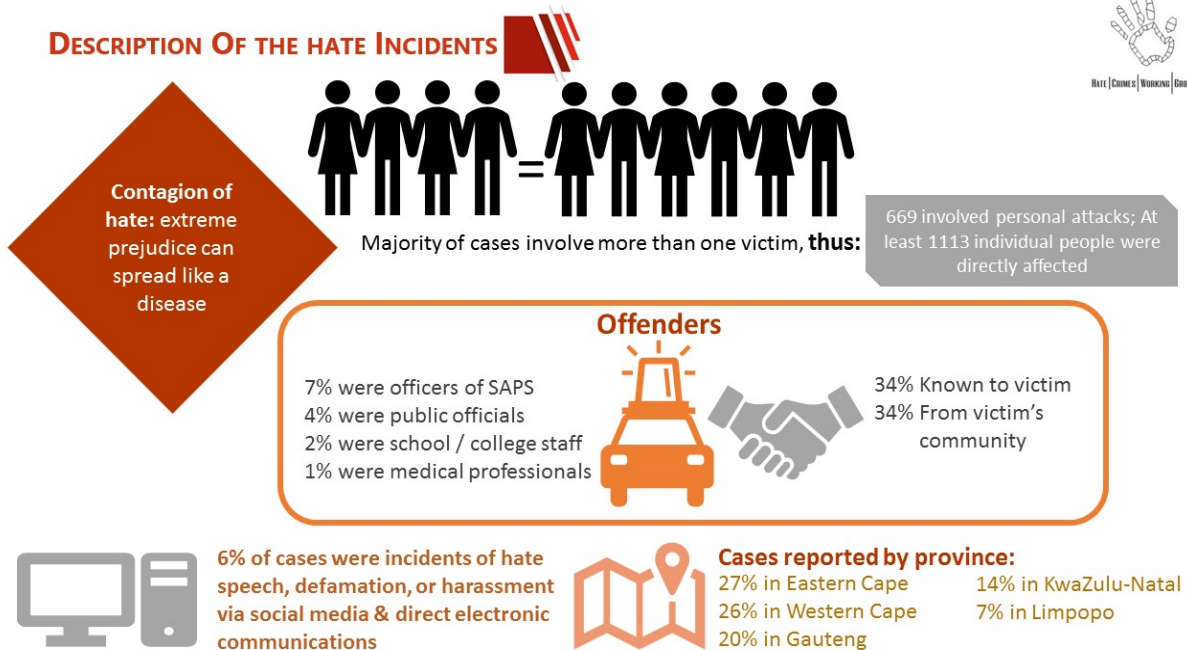 DESCRIPTION OF THE HATE INCIDENTS
HATE | CRIMES | WORKING | GRO
Contagion of
hate: extreme
prejudice can
spread like a
disease
=
Majority of cases involve more than one victim, thus:
669 involved personal attacks; At
least 1113 individual people were
directly affected
Offenders
7% were officers of SAPS
4% were public officials
2% were school / college staff
1% were medical professionals
34% Known to victim
34% From victim's
community
6% of cases were incidents of hate
speech, defamation, or harassment
via social media & direct electronic
communications
Cases reported by province:
27% in Eastern Cape
26% in Western Cape
20% in Gauteng
14% in KwaZulu-Natal
7% in Limpopo